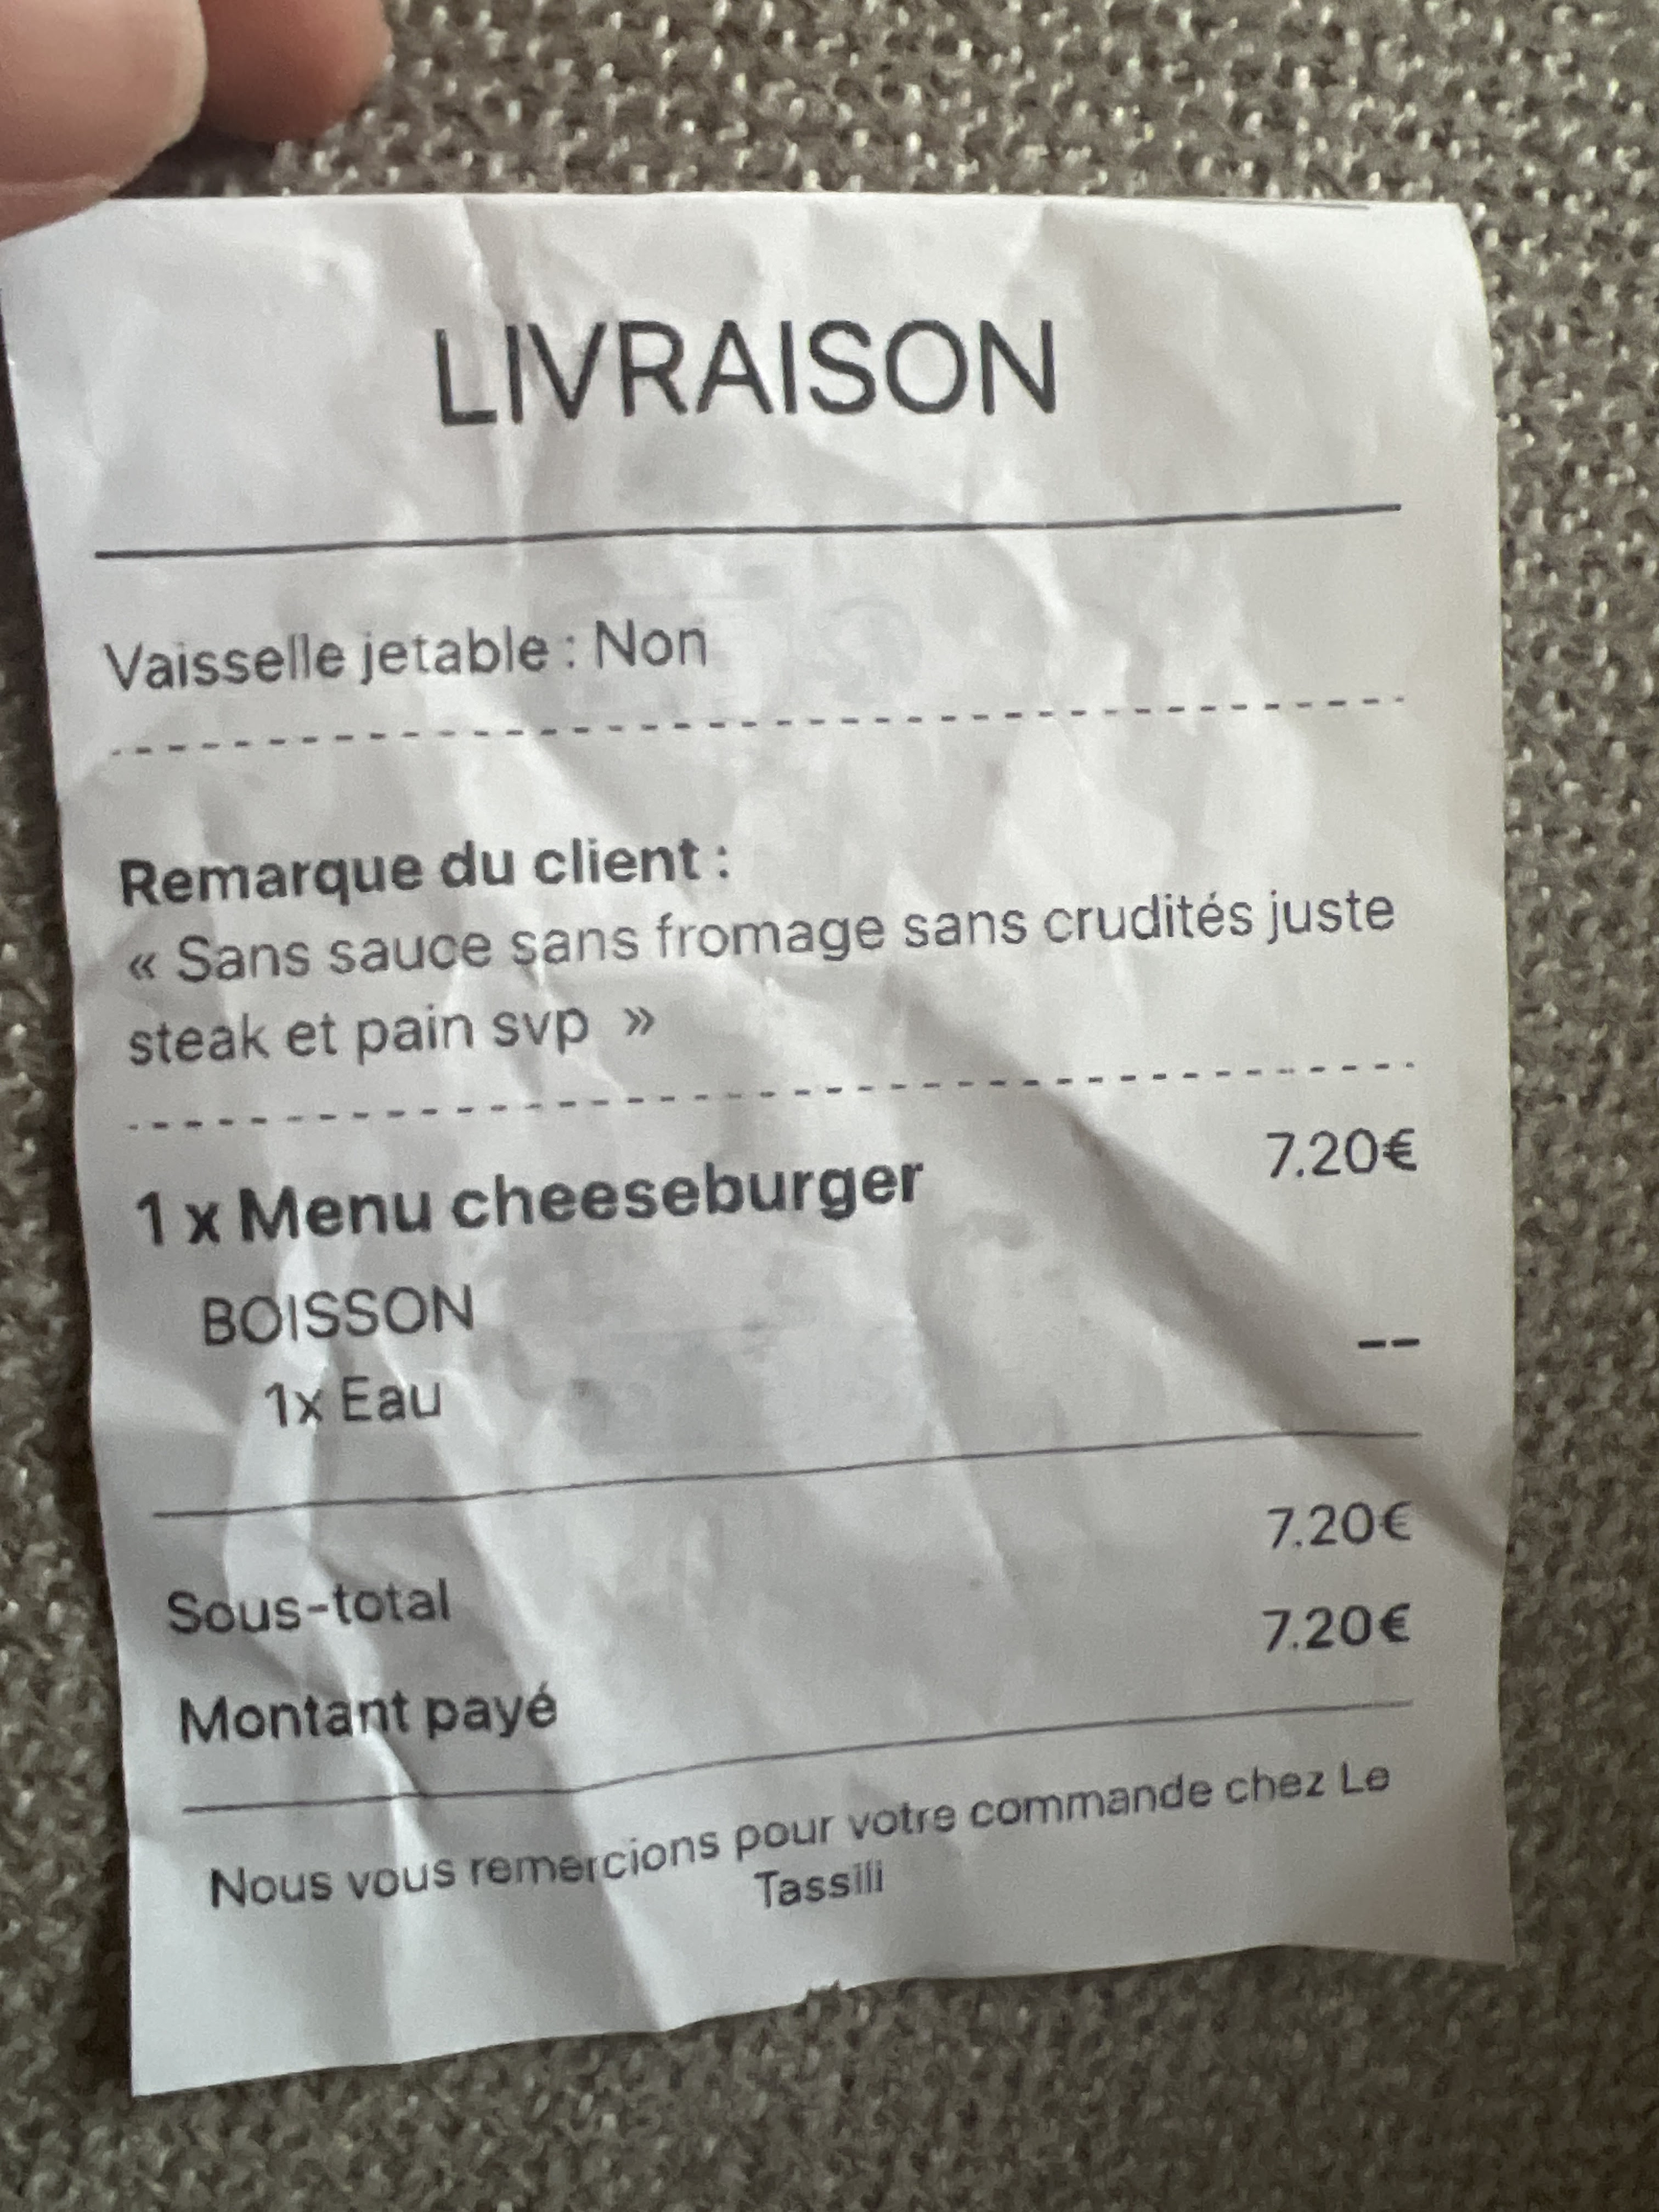 LIVRAISON
Vaisselle jetable : Non
Remarque du client :
« Sans sauce sans fromage sans crudités juste
steak et pain svp »
1 x Menu cheeseburger 7.20€
BOISSON
1x Eau --
Sous-total 7.20€
Montant payé 7.20€
Nous vous remercions pour votre commande chez Le
Tassili